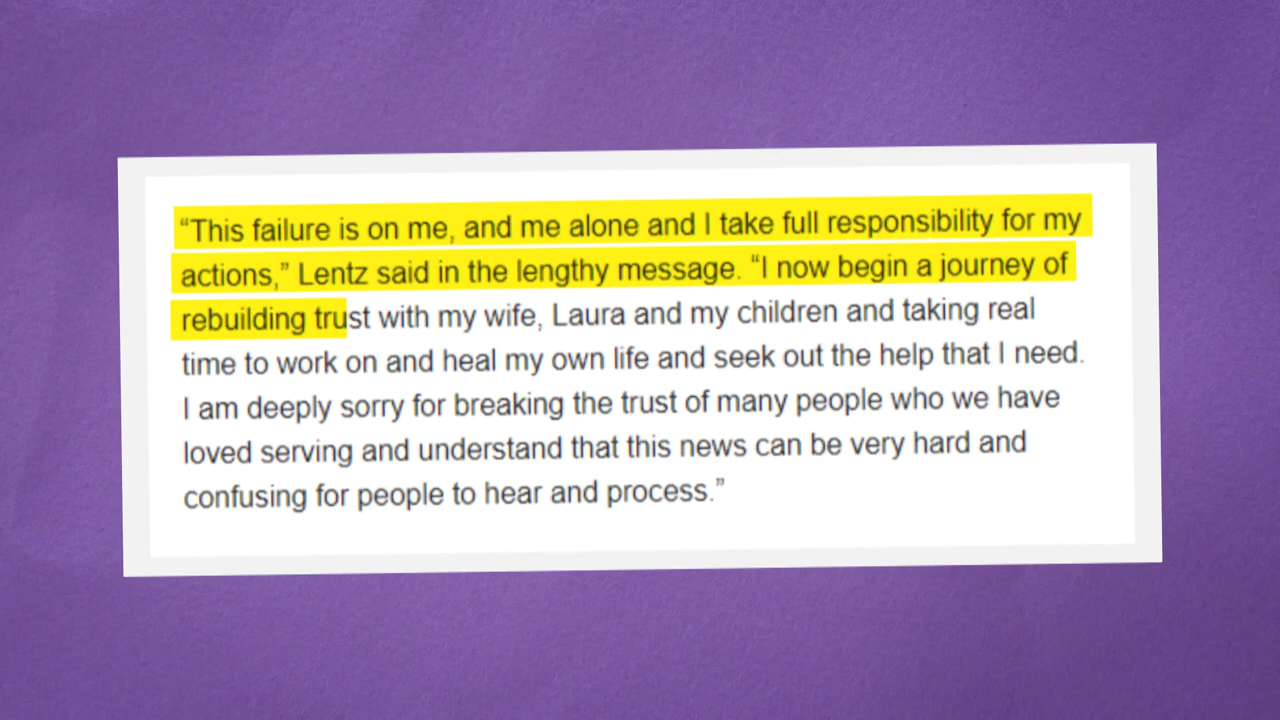 “This failure is on me, and me alone and I take full responsibility for my
actions,” Lentz said in the lengthy message. “I now begin a journey of
rebuilding trust with my wife, Laura and my children and taking real
time to work on and heal my own life and seek out the help that I need.
I am deeply sorry for breaking the trust of many people who we have
loved serving and understand that this news can be very hard and
confusing for people to hear and process.”